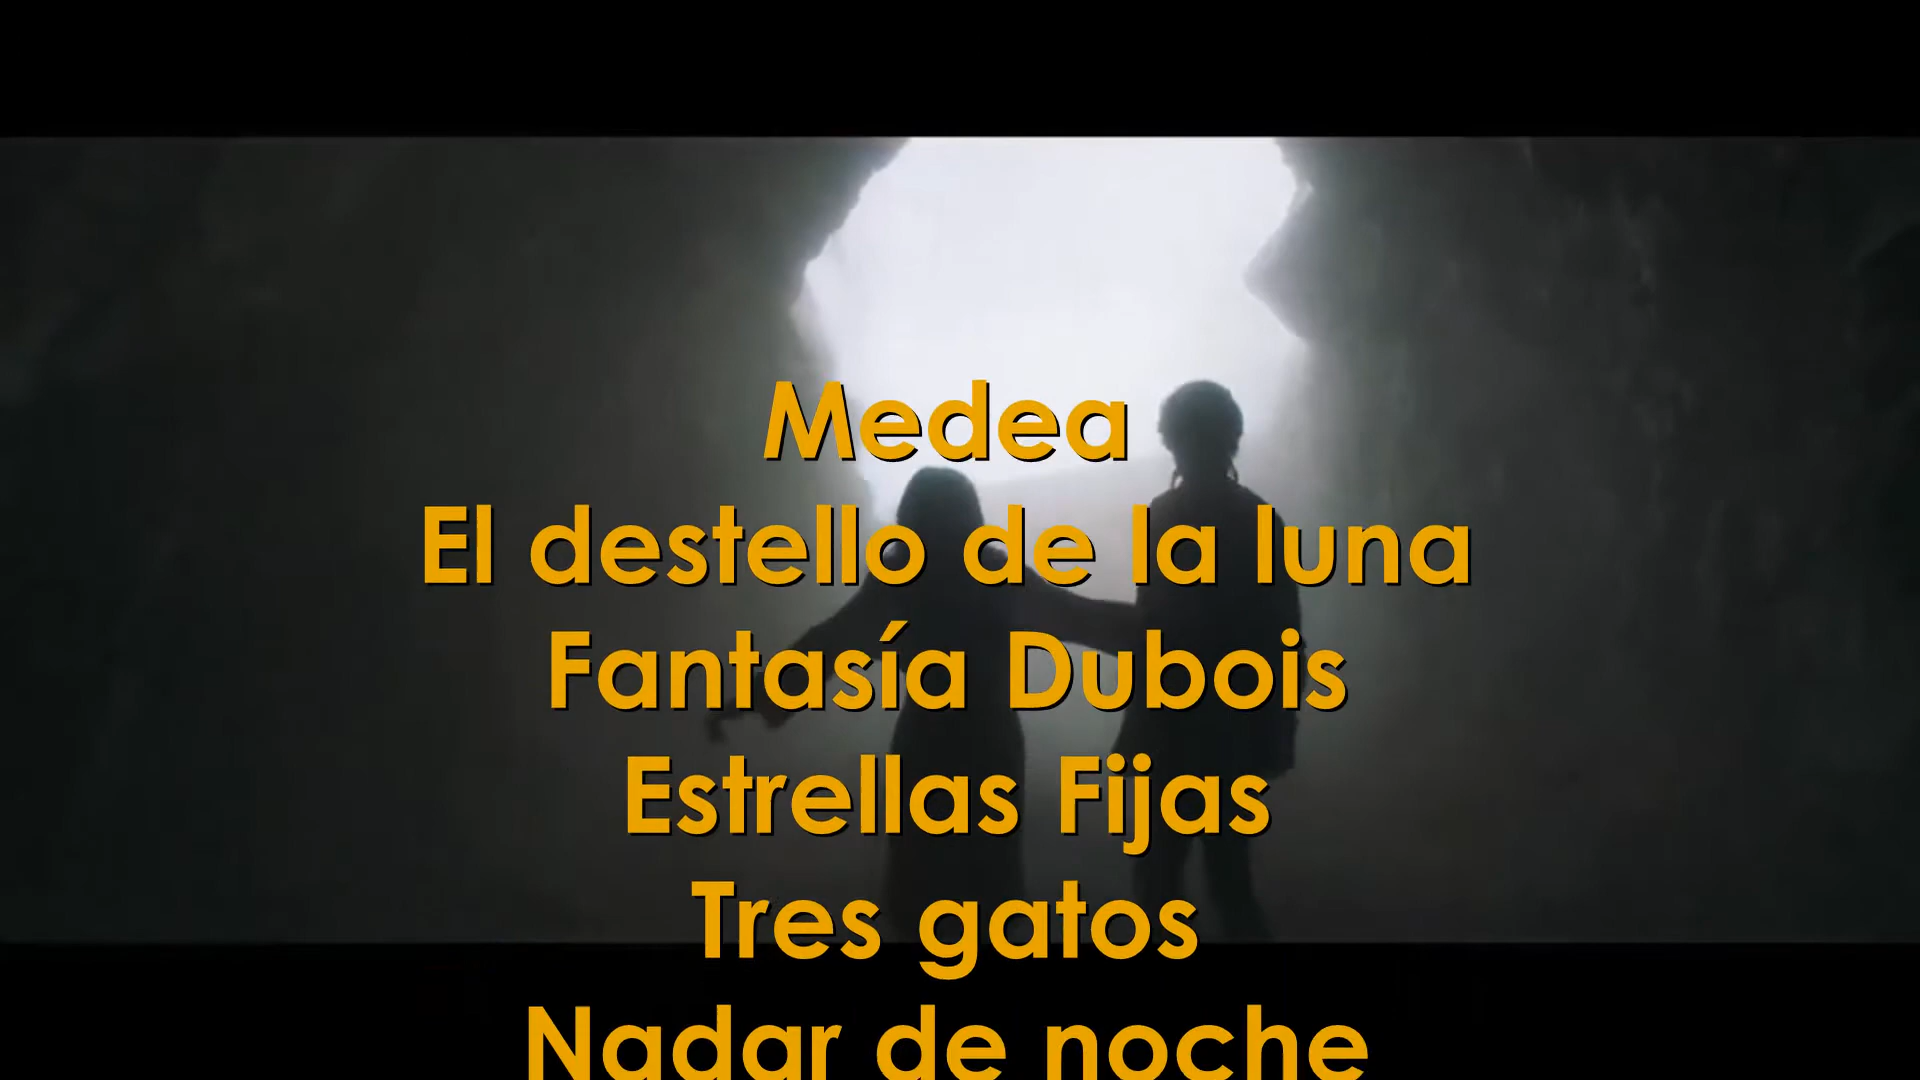 Medea
El destello de la luna
Fantasía Dubois
Estrellas Fijas
Tres gatos
Nadar de noche